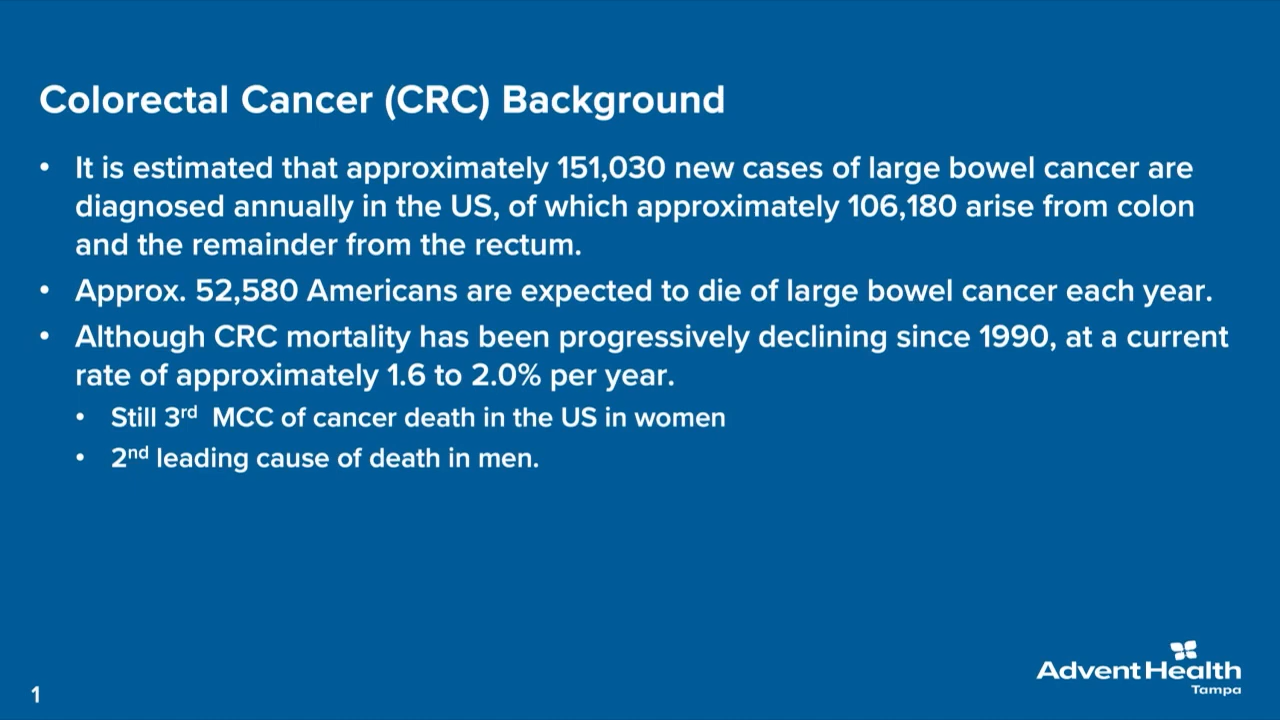 Colorectal Cancer (CRC) Background
• It is estimated that approximately 151,030 new cases of large bowel cancer are
diagnosed annually in the US, of which approximately 106,180 arise from colon
and the remainder from the rectum.
• Approx. 52,580 Americans are expected to die of large bowel cancer each year.
• Although CRC mortality has been progressively declining since 1990, at a current
rate of approximately 1.6 to 2.0% per year.
• Still 3rd MCC of cancer death in the US in women
• 2nd leading cause of death in men.
Advent Health
Tampa
1